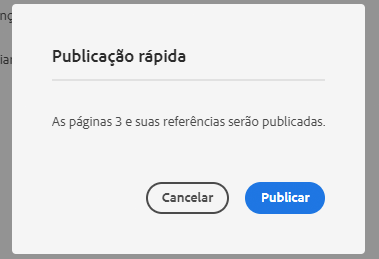 Publicação rápida
As páginas 3 e suas referências serão publicadas.
Cancelar
Publicar